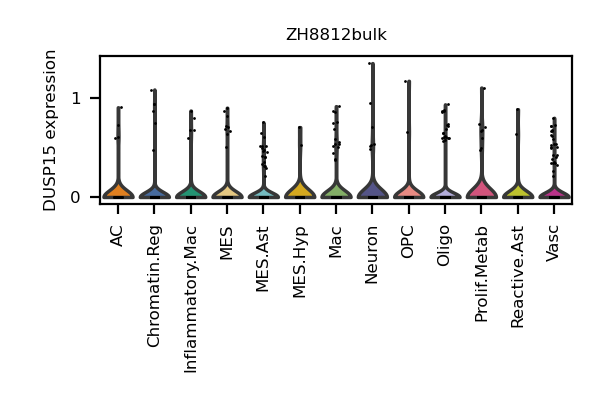 ZH8812bulk
DUSP15 expression
1
0
AC
Chromatin.Reg
Inflammatory.Mac
MES
MES.Ast
MES.Hyp
Mac
Neuron
OPC
Oligo
Prolif.Metab
Reactive.Ast
Vasc